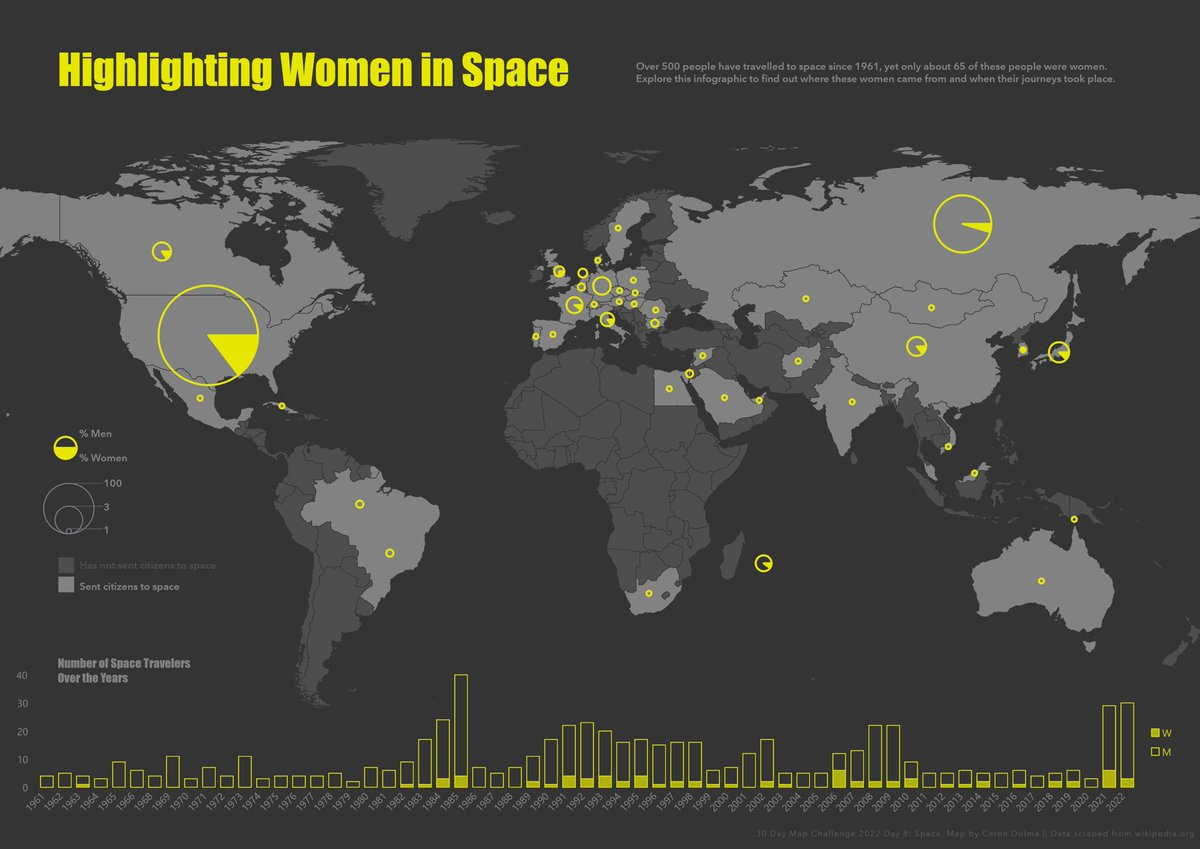 Highlighting Women in Space
Over 500 people have travelled to space since 1961, yet only about 65 of these people were women.
Explore this infographic to find out where these women came from and when their journeys took place.
% Men
% Women
100
3
1
Has not sent citizens to space
Sent citizens to space
Number of Space Travelers
Over the Years
40
30
20
10
0
W
M
1961 1962 1963 1964 1965 1966 1968 1969 1970 1971 1972 1973 1974 1975 1976 1977 1978 1979 1980 1981 1982 1983 1984 1985 1986 1987 1988 1989 1990 1991 1992 1993 1994 1995 1996 1997 1998 1999 2000 2001 2002 2003 2004 2005 2006 2007 2008 2009 2010 2011 2012 2013 2014 2015 2016 2017 2018 2019 2020 2021 2022
30 Day Map Challenge 2022 Day 8: Space, Map by Ceren Dolma || Data scraped from wikipedia.org